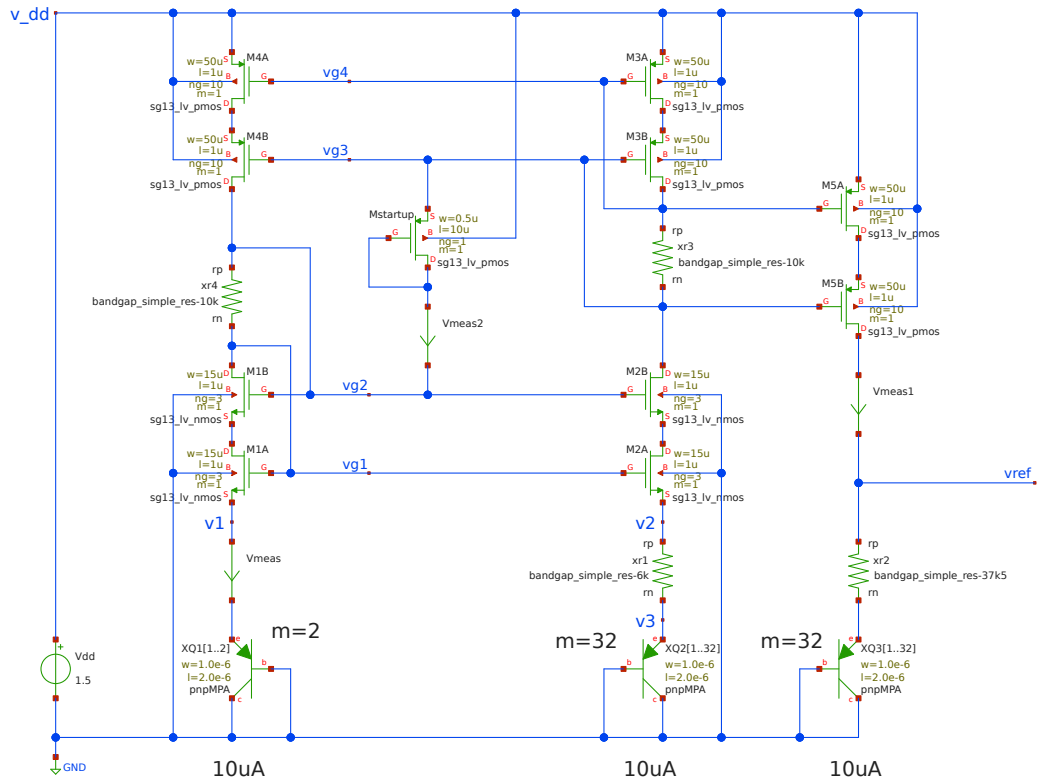 v_dd
M4A
w=50u
l=1u
ng=10
m=1
sg13_lv_pmos
S
B
G
D
vg4
M3A
w=50u
l=1u
ng=10
m=1
sg13_lv_pmos
S
B
G
D
M4B
w=50u
l=1u
ng=10
m=1
sg13_lv_pmos
S
B
G
D
vg3
M3B
w=50u
l=1u
ng=10
m=1
sg13_lv_pmos
S
B
G
D
Mstartup
w=0.5u
l=10u
ng=1
m=1
sg13_lv_pmos
S
B
G
D
M5A
w=50u
l=1u
ng=10
m=1
sg13_lv_pmos
S
B
G
D
rp
xr4
bandgap_simple_res-10k
rn
rp
xr3
bandgap_simple_res-10k
rn
M5B
w=50u
l=1u
ng=10
m=1
sg13_lv_pmos
S
B
G
D
Vmeas2
M1B
w=15u
l=1u
ng=3
m=1
sg13_lv_nmos
D
B
G
S
vg2
M2B
w=15u
l=1u
ng=3
m=1
sg13_lv_nmos
D
B
G
S
Vmeas1
M1A
w=15u
l=1u
ng=3
m=1
sg13_lv_nmos
D
B
G
S
vg1
M2A
w=15u
l=1u
ng=3
m=1
sg13_lv_nmos
D
B
G
S
vref
v1
v2
Vmeas
rp
xr1
bandgap_simple_res-6k
rn
rp
xr2
bandgap_simple_res-37k5
rn
v3
m=2
m=32
m=32
Vdd
1.5
+
XQ1[1..2]
w=1.0e-6
l=2.0e-6
pnpMPA
e
b
c
XQ2[1..32]
w=1.0e-6
l=2.0e-6
pnpMPA
e
b
c
XQ3[1..32]
w=1.0e-6
l=2.0e-6
pnpMPA
e
b
c
GND
10uA
10uA
10uA